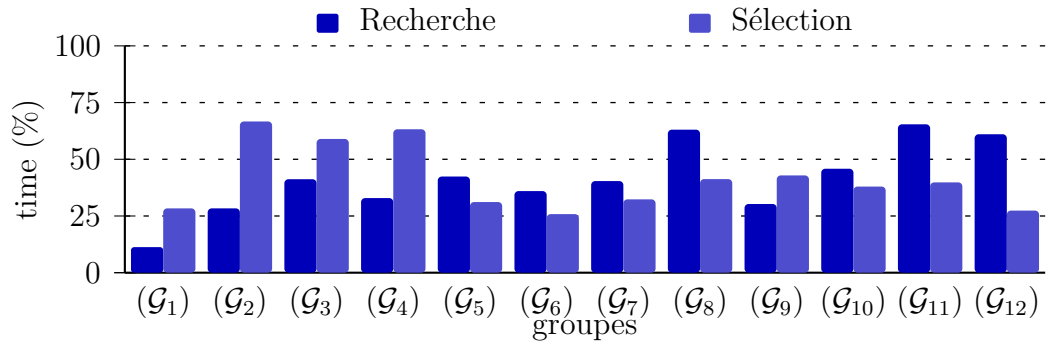 Recherche Sélection
100
75
50
25
0
time (%)
(𝒢₁) (𝒢₂) (𝒢₃) (𝒢₄) (𝒢₅) (𝒢₆) (𝒢₇) (𝒢₈) (𝒢₉) (𝒢₁₀) (𝒢₁₁) (𝒢₁₂)
groupes